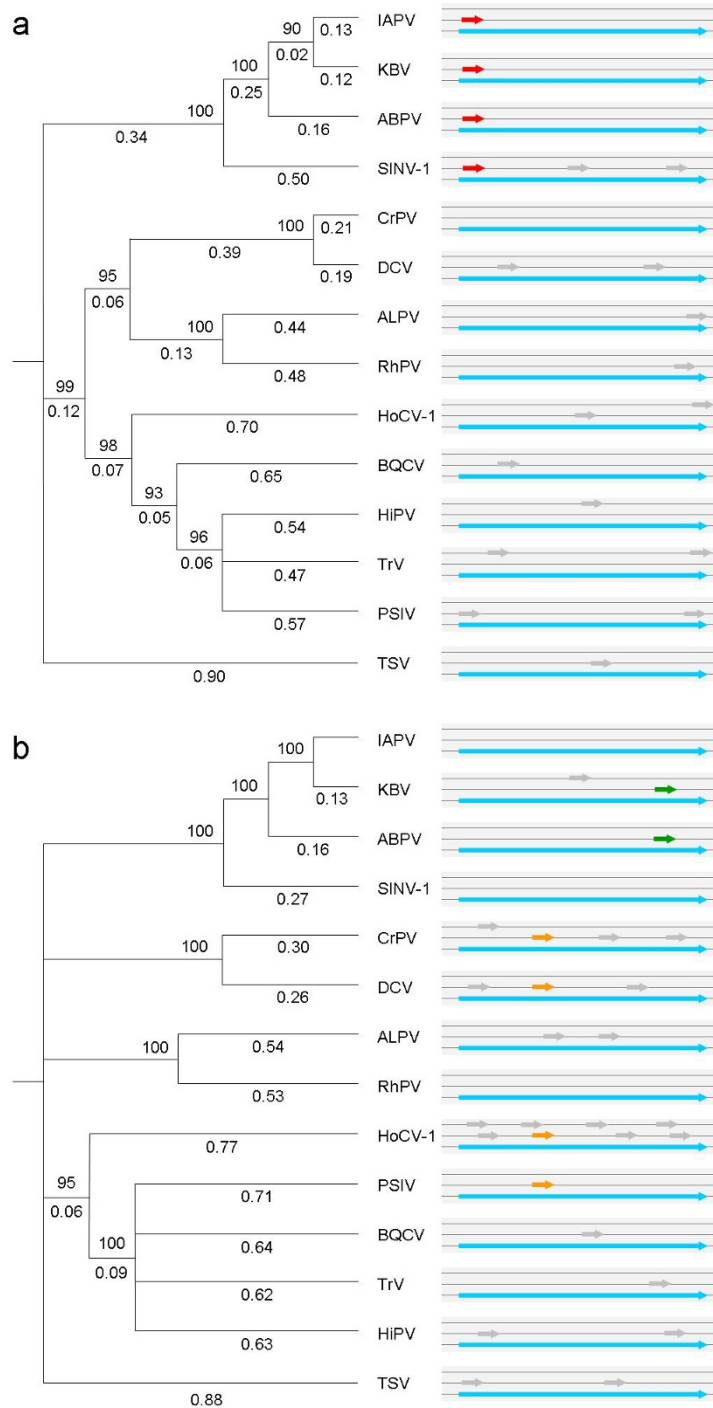 a
90 0.13 IAPV
100 0.02
0.25 0.12 KBV
100
0.34 0.16 ABPV
0.50 SINV-1
100 0.21 CrPV
95 0.39
0.06 0.19 DCV
100 0.44 ALPV
0.13
0.48 RhPV
99
0.12 0.70 HoCV-1
98
0.07 0.65 BQCV
93
0.05 0.54 HiPV
96
0.06 0.47 TrV
0.57 PSIV
0.90 TSV
b
100 IAPV
100 0.13 KBV
100 0.16 ABPV
0.27 SINV-1
100 0.30 CrPV
0.26 DCV
100 0.54 ALPV
0.53 RhPV
0.77 HoCV-1
95
0.06 0.71 PSIV
100
0.09 0.64 BQCV
0.62 TrV
0.63 HiPV
0.88 TSV